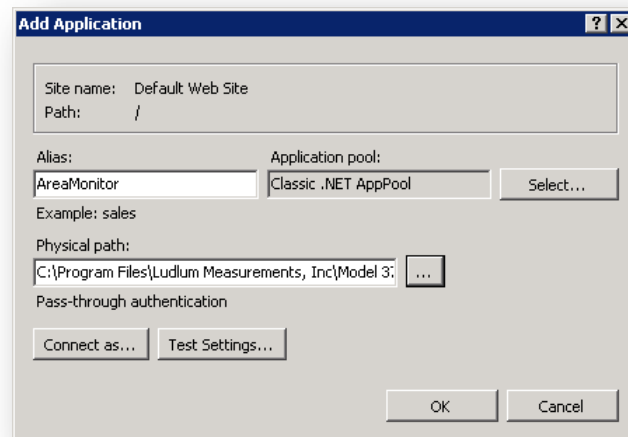 Add Application
Site name: Default Web Site
Path: /
Alias: Application pool:
AreaMonitor Classic .NET AppPool Select...
Example: sales
Physical path:
C:\Program Files\Ludlum Measurements, Inc\Model 37 ...
Pass-through authentication
Connect as... Test Settings...
OK Cancel